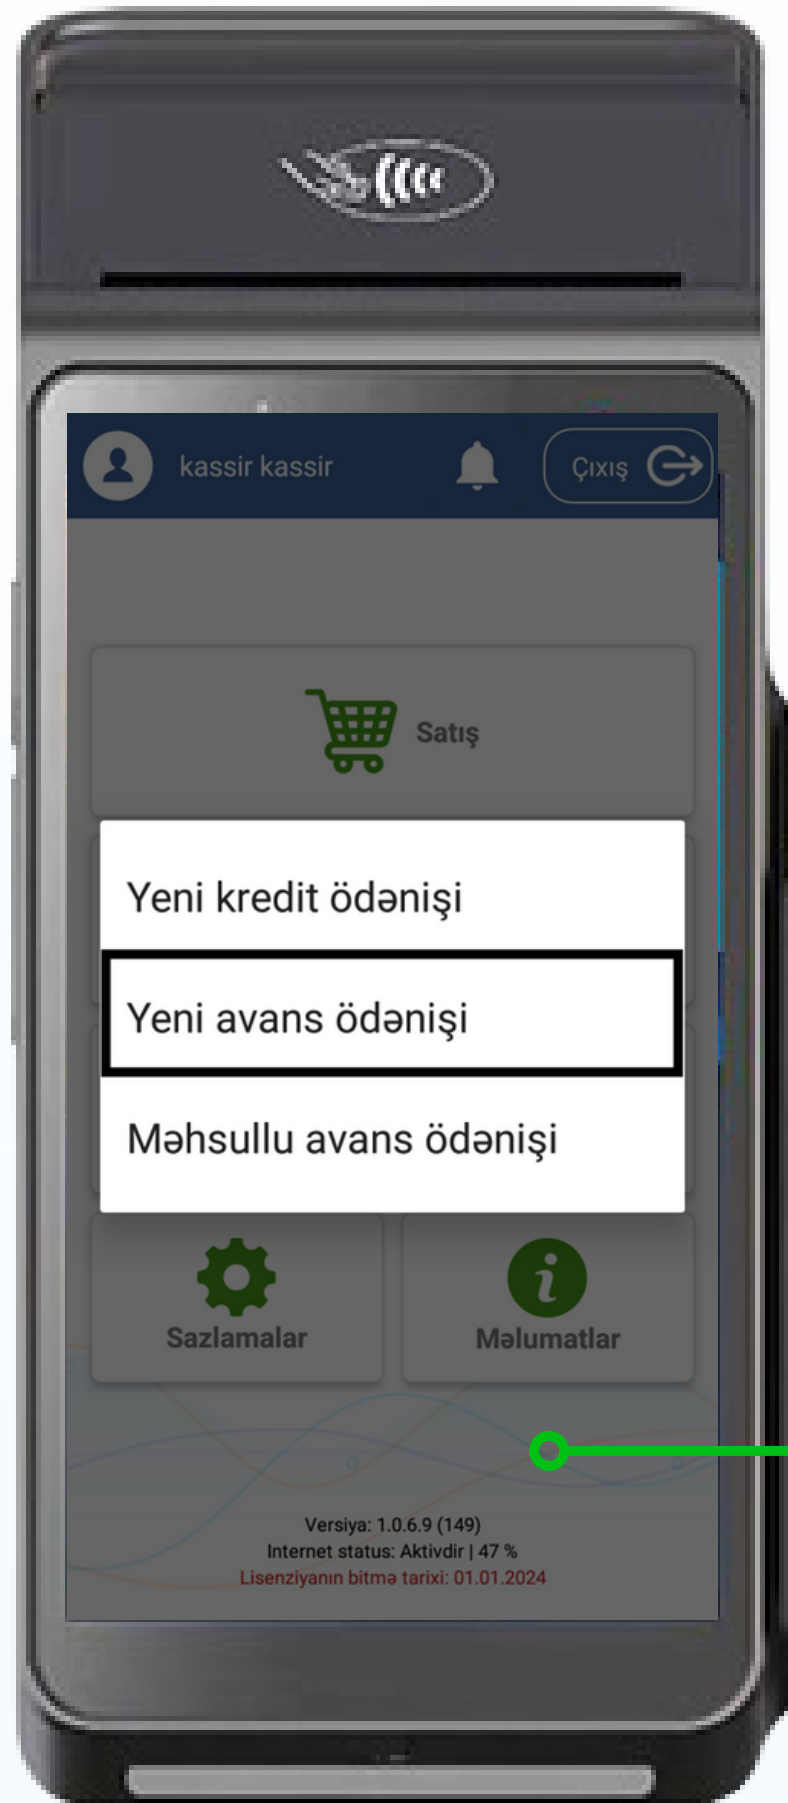 kassir kassir
Çıxış
Satış
Yeni kredit ödənişi
Yeni avans ödənişi
Məhsullu avans ödənişi
Sazlamalar
Məlumatlar
Versiya: 1.0.6.9 (149)
Internet status: Aktivdir | 47 %
Lisenziyanın bitmə tarixi: 01.01.2024